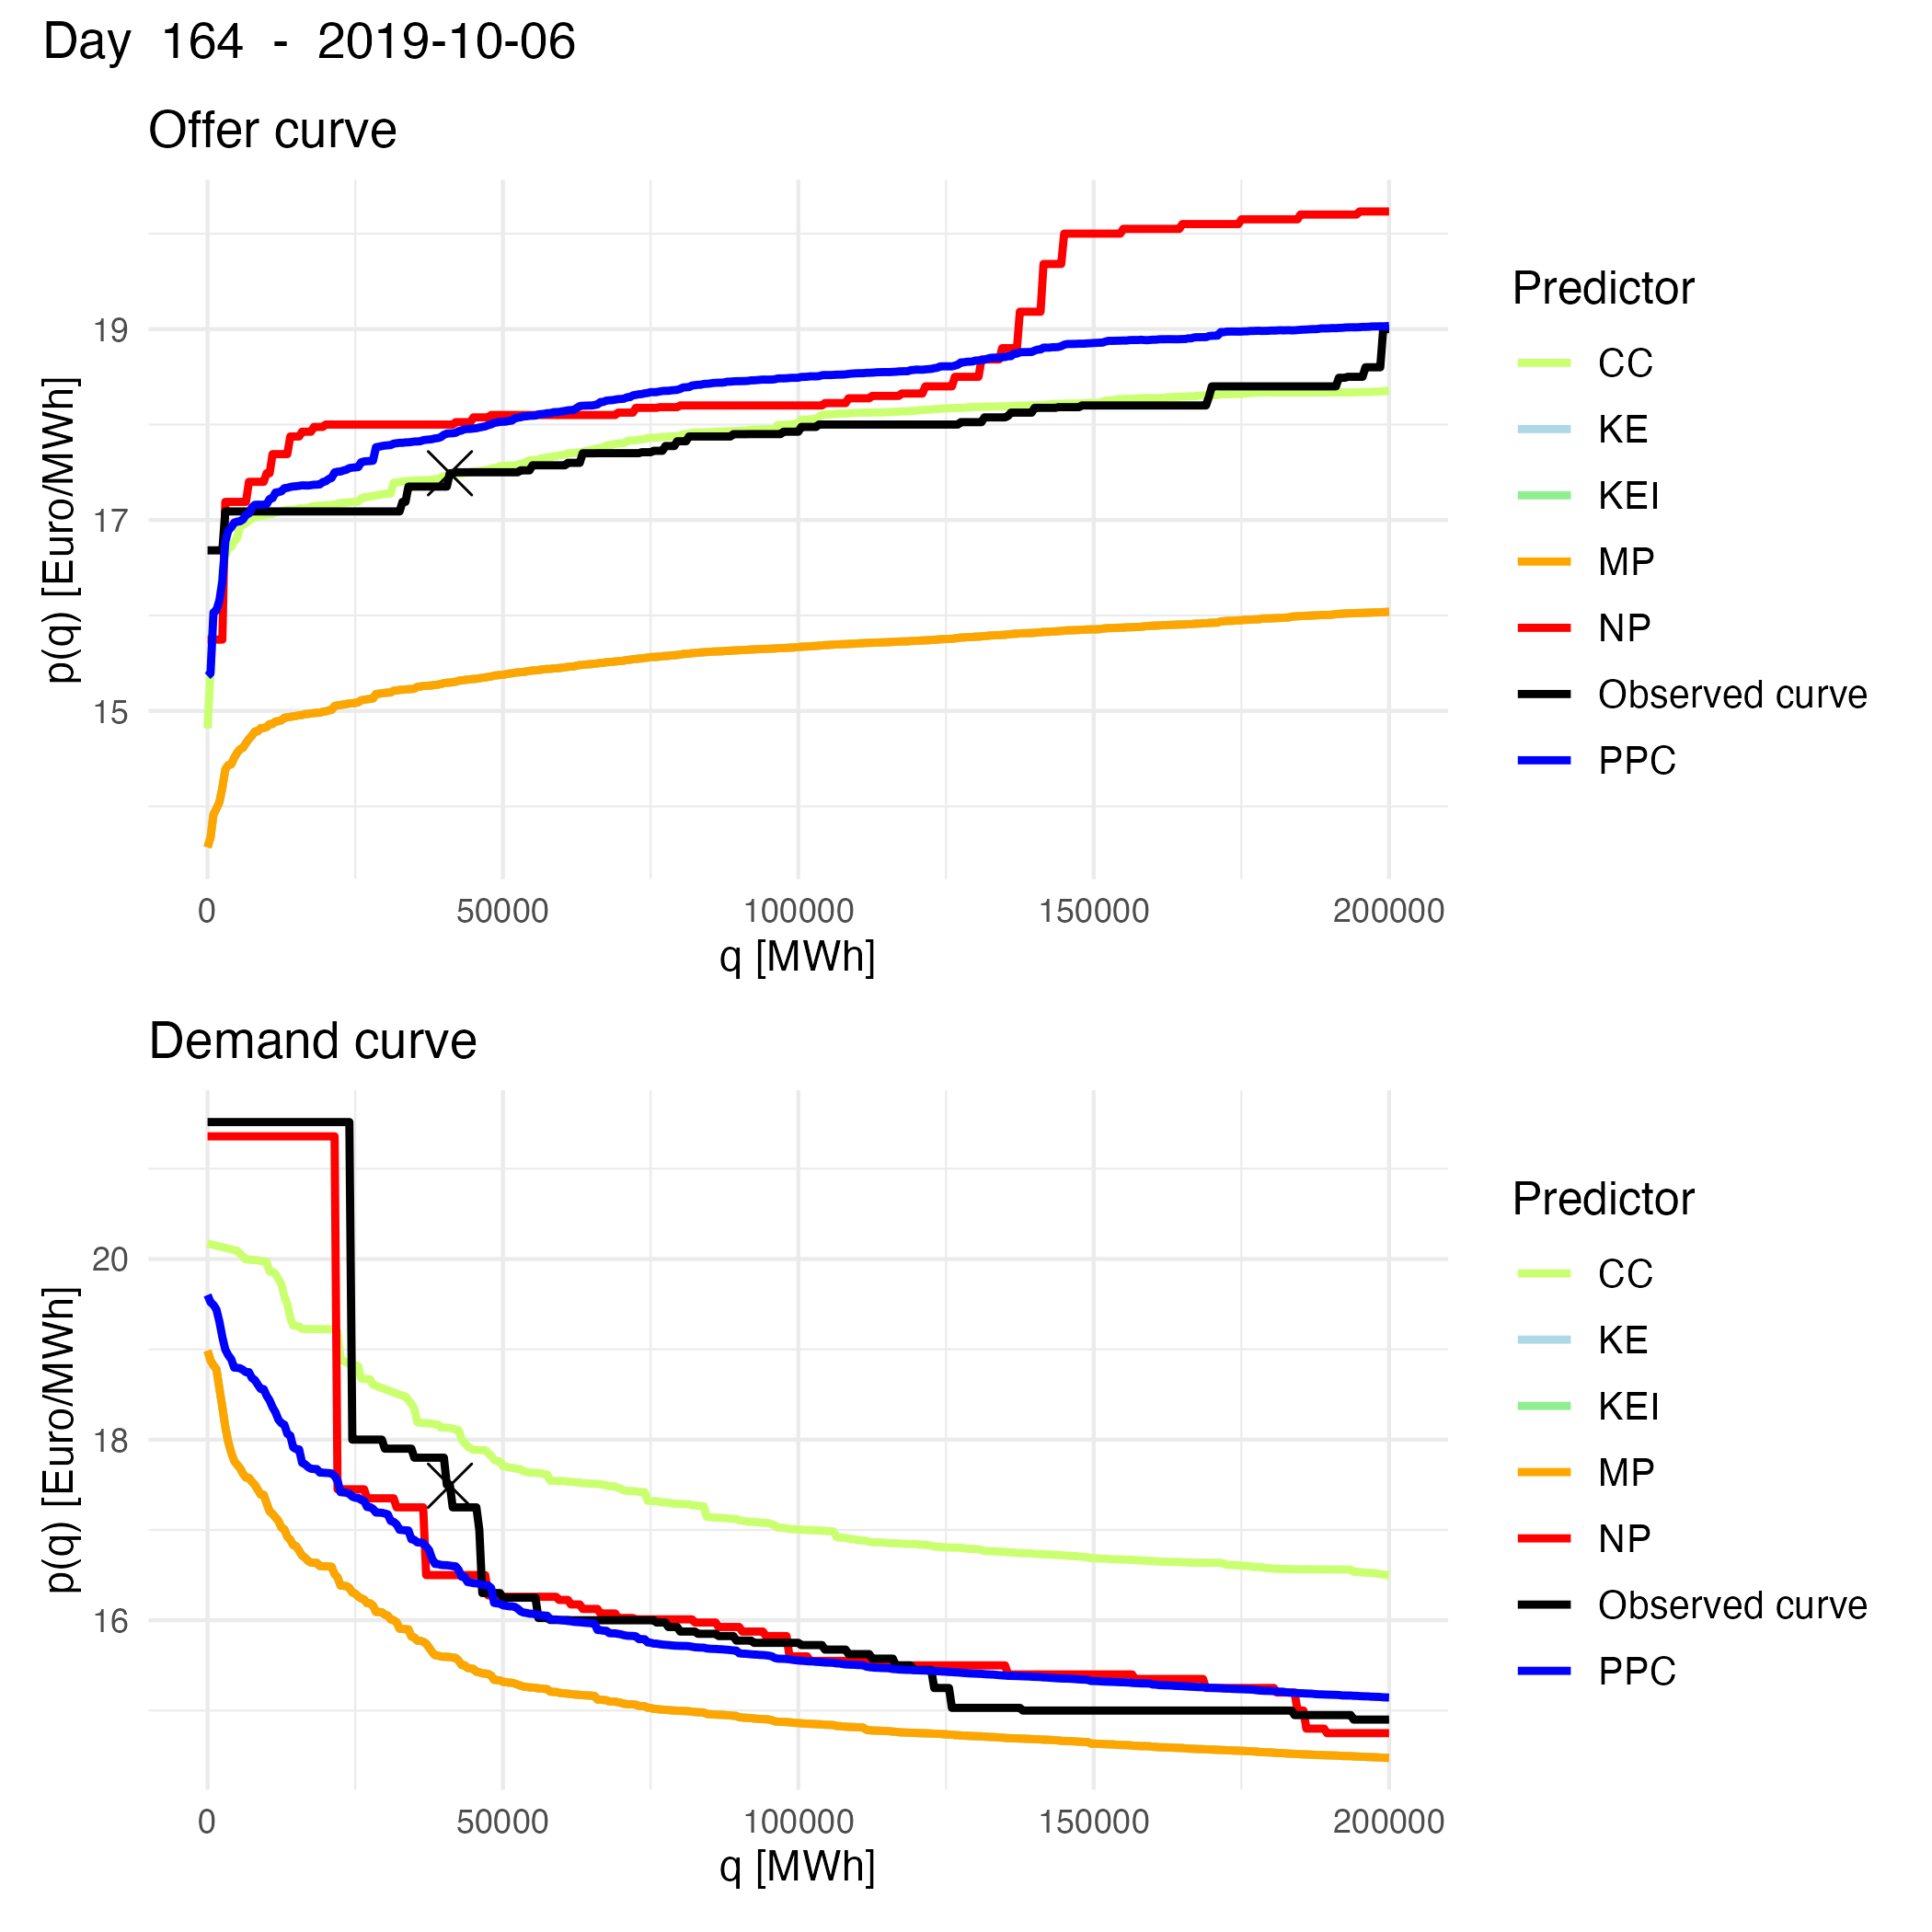 Day 164 - 2019-10-06
Offer curve
p(q) [Euro/MWh]
19
17
15
0 50000 100000 150000 200000
q [MWh]
Predictor
CC
KE
KEI
MP
NP
Observed curve
PPC
Demand curve
p(q) [Euro/MWh]
20
18
16
0 50000 100000 150000 200000
q [MWh]
Predictor
CC
KE
KEI
MP
NP
Observed curve
PPC